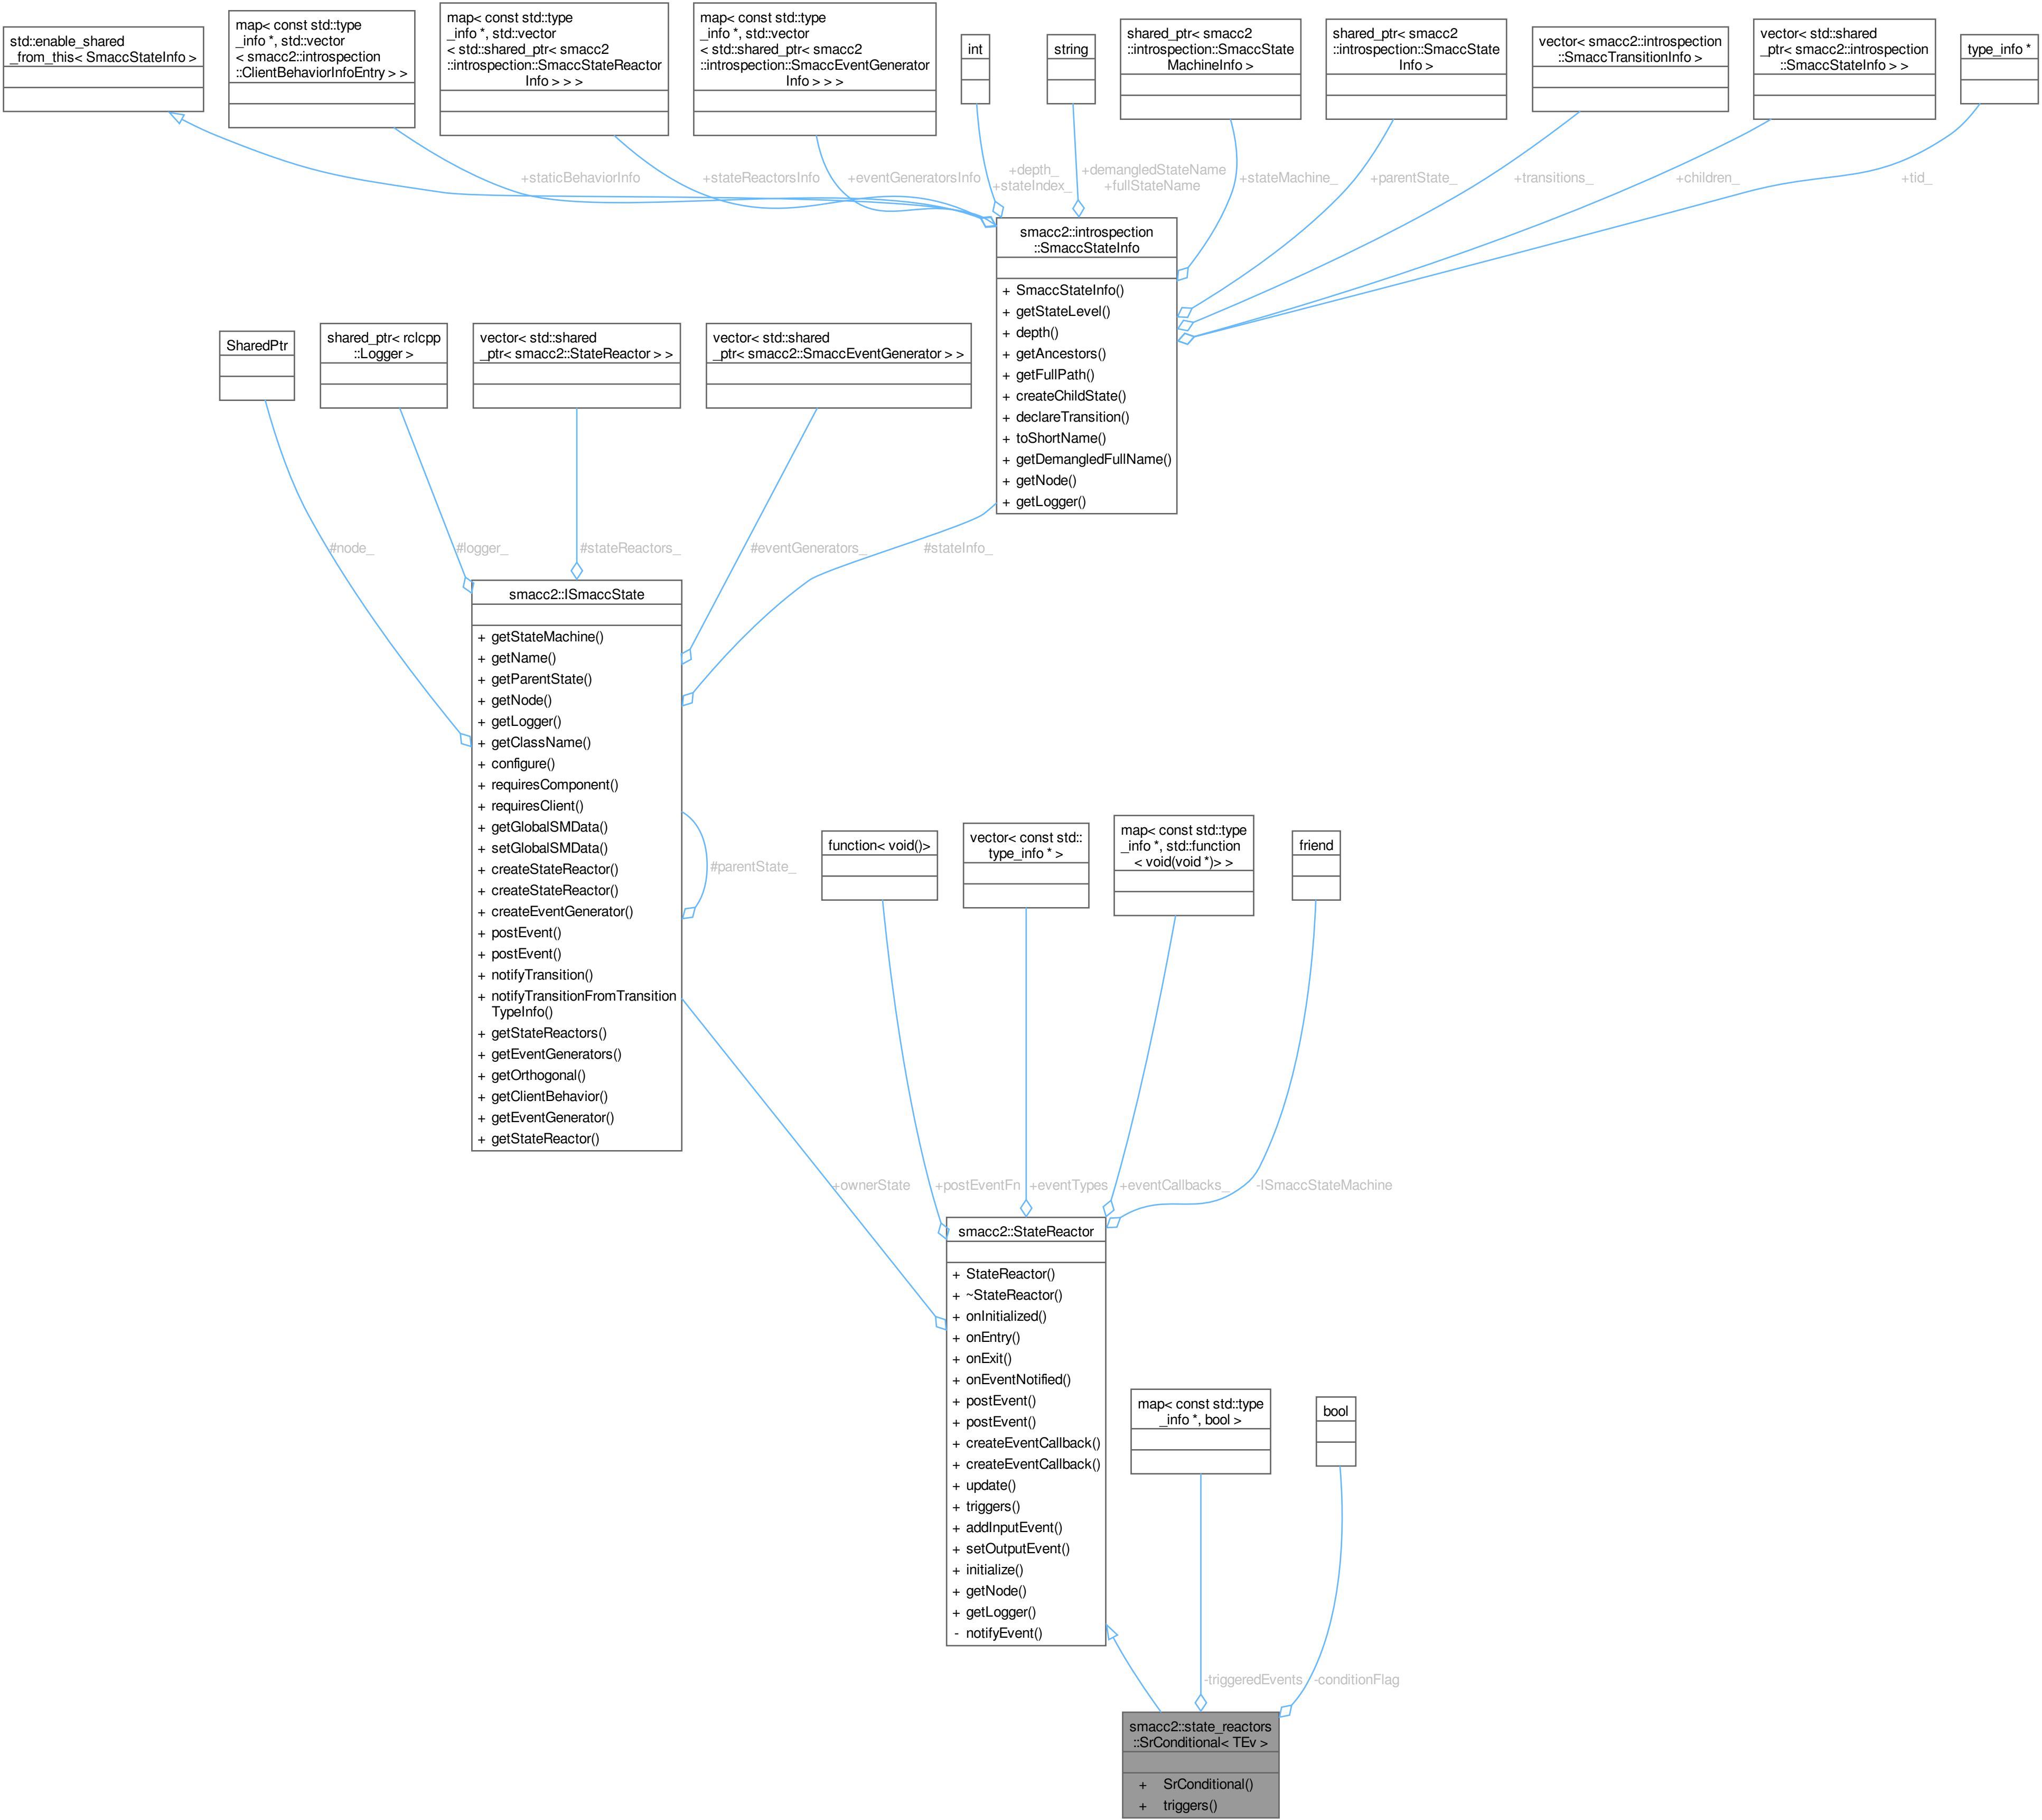 std::enable_shared
_from_this< SmaccStateInfo >
map< const std::type
_info *, std::vector
< smacc2::introspection
::ClientBehaviorInfoEntry > >
map< const std::type
_info *, std::vector
< std::shared_ptr< smacc2
::introspection::SmaccStateReactor
Info > > >
map< const std::type
_info *, std::vector
< std::shared_ptr< smacc2
::introspection::SmaccEventGenerator
Info > > >
int
string
shared_ptr< smacc2
::introspection::SmaccState
MachineInfo >
shared_ptr< smacc2
::introspection::SmaccState
Info >
vector< smacc2::introspection
::SmaccTransitionInfo >
vector< std::shared
_ptr< smacc2::introspection
::SmaccStateInfo > >
type_info *
+staticBehaviorInfo
+stateReactorsInfo
+eventGeneratorsInfo
+depth_
+stateIndex_
+demangledStateName
+fullStateName
+stateMachine_
+parentState_
+transitions_
+children_
+tid_
smacc2::introspection
::SmaccStateInfo
+ SmaccStateInfo()
+ getStateLevel()
+ depth()
+ getAncestors()
+ getFullPath()
+ createChildState()
+ declareTransition()
+ toShortName()
+ getDemangledFullName()
+ getNode()
+ getLogger()
SharedPtr
shared_ptr< rclcpp
::Logger >
vector< std::shared
_ptr< smacc2::StateReactor > >
vector< std::shared
_ptr< smacc2::SmaccEventGenerator > >
#node_
#logger_
#stateReactors_
#eventGenerators_
#stateInfo_
smacc2::ISmaccState
+ getStateMachine()
+ getName()
+ getParentState()
+ getNode()
+ getLogger()
+ getClassName()
+ configure()
+ requiresComponent()
+ requiresClient()
+ getGlobalSMData()
+ setGlobalSMData()
+ createStateReactor()
+ createStateReactor()
+ createEventGenerator()
+ postEvent()
+ postEvent()
+ notifyTransition()
+ notifyTransitionFromTransition
TypeInfo()
+ getStateReactors()
+ getEventGenerators()
+ getOrthogonal()
+ getClientBehavior()
+ getEventGenerator()
+ getStateReactor()
#parentState_
function< void()>
vector< const std::
type_info * >
map< const std::type
_info *, std::function
< void(void *)> >
friend
+ownerState
+postEventFn
+eventTypes
+eventCallbacks_
-ISmaccStateMachine
smacc2::StateReactor
+ StateReactor()
+ ~StateReactor()
+ onInitialized()
+ onEntry()
+ onExit()
+ onEventNotified()
+ postEvent()
+ postEvent()
+ createEventCallback()
+ createEventCallback()
+ update()
+ triggers()
+ addInputEvent()
+ setOutputEvent()
+ initialize()
+ getNode()
+ getLogger()
- notifyEvent()
map< const std::type
_info *, bool >
bool
-triggeredEvents
-conditionFlag
smacc2::state_reactors
::SrConditional< TEv >
+ SrConditional()
+ triggers()